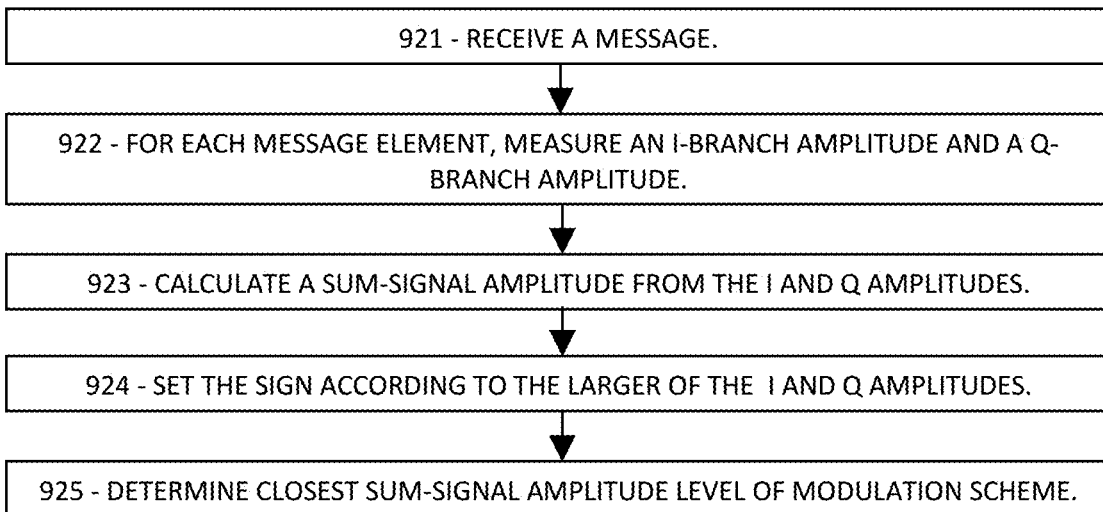 921 - RECEIVE A MESSAGE.
922 - FOR EACH MESSAGE ELEMENT, MEASURE AN I-BRANCH AMPLITUDE AND A Q-
BRANCH AMPLITUDE.
923 - CALCULATE A SUM-SIGNAL AMPLITUDE FROM THE I AND Q AMPLITUDES.
924 - SET THE SIGN ACCORDING TO THE LARGER OF THE I AND Q AMPLITUDES.
925 - DETERMINE CLOSEST SUM-SIGNAL AMPLITUDE LEVEL OF MODULATION SCHEME.